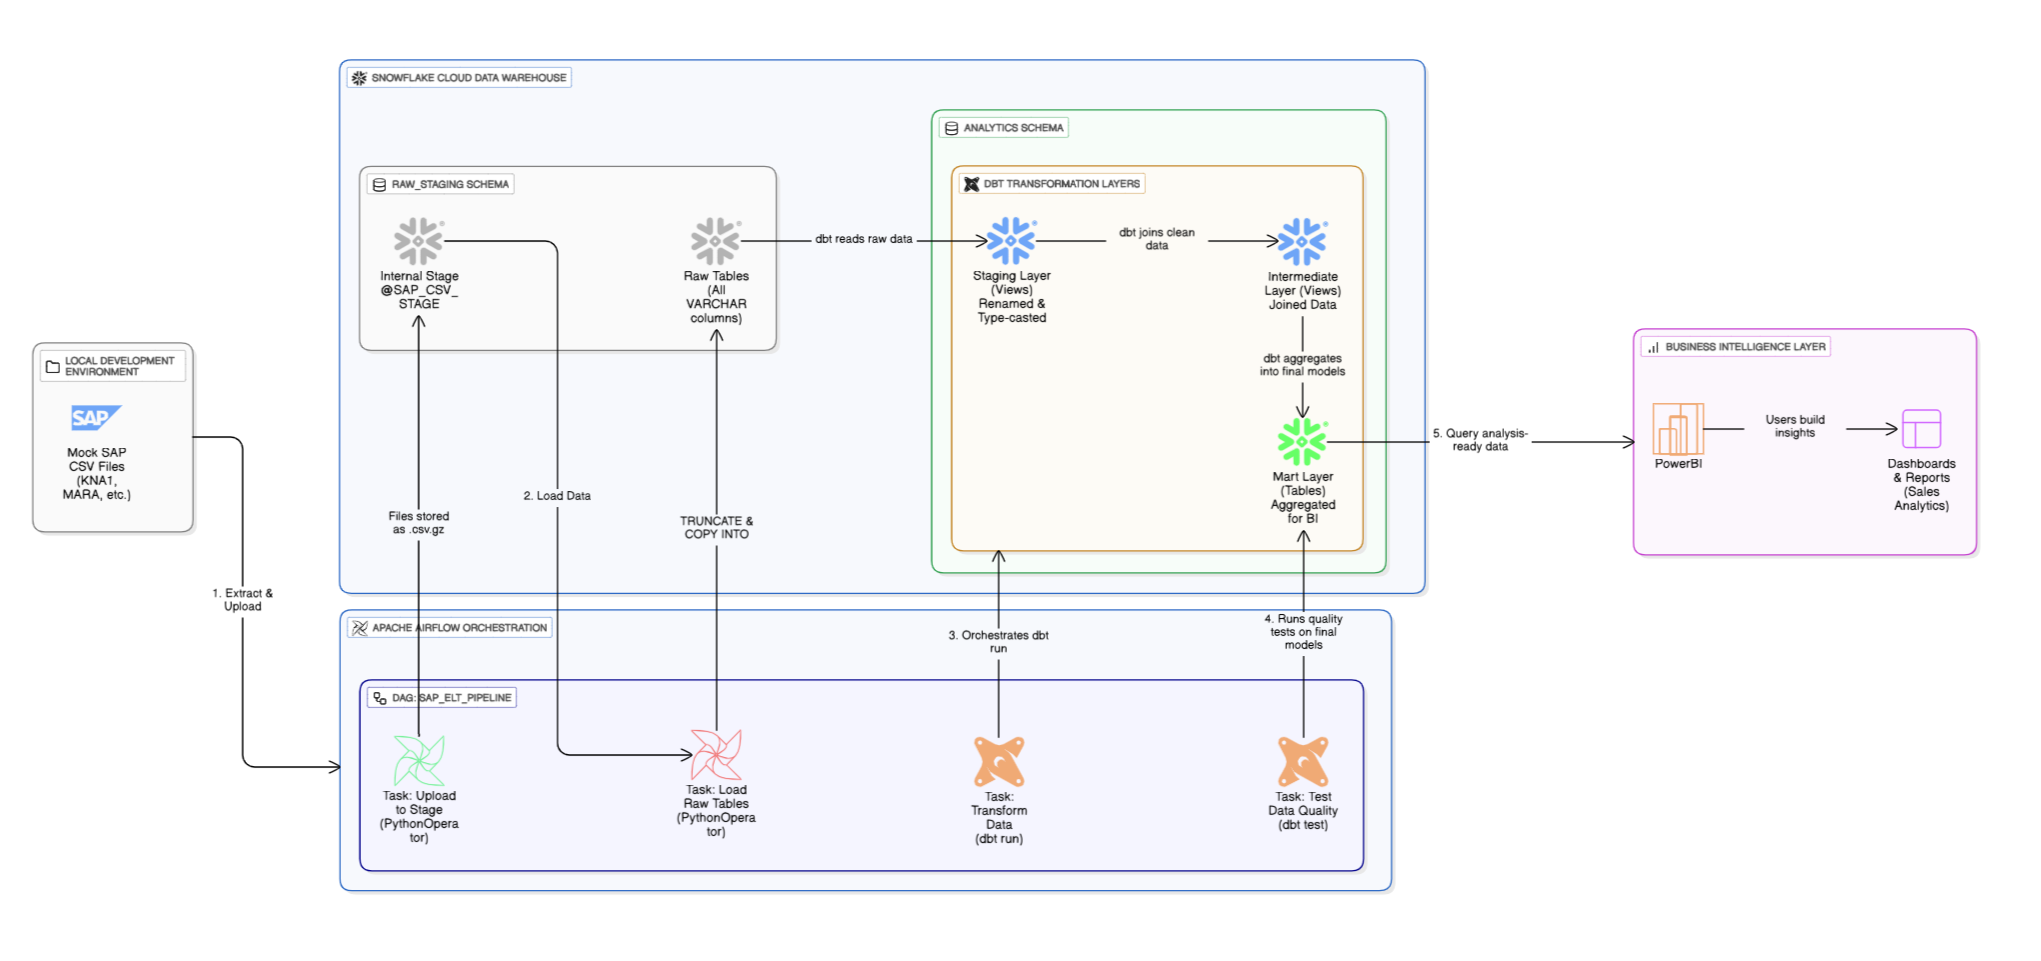 SNOWFLAKE CLOUD DATA WAREHOUSE
ANALYTICS SCHEMA
RAW_STAGING SCHEMA
DBT TRANSFORMATION LAYERS
Internal Stage
@SAP_CSV_
STAGE
Raw Tables
(All
VARCHAR
columns)
dbt reads raw data
Staging Layer
(Views)
Renamed &
Type-casted
dbt joins clean
data
Intermediate
Layer (Views)
Joined Data
dbt aggregates
into final models
Mart Layer
(Tables)
Aggregated
for BI
LOCAL DEVELOPMENT
ENVIRONMENT
SAP
Mock SAP
CSV Files
(KNA1,
MARA, etc.)
1. Extract &
Upload
Files stored
as .csv.gz
2. Load Data
TRUNCATE &
COPY INTO
3. Orchestrates dbt
run
4. Runs quality
tests on final
models
5. Query analysis-
ready data
BUSINESS INTELLIGENCE LAYER
PowerBI
Users build
insights
Dashboards
& Reports
(Sales
Analytics)
APACHE AIRFLOW ORCHESTRATION
DAG: SAP_ELT_PIPELINE
Task: Upload
to Stage
(PythonOpera
tor)
Task: Load
Raw Tables
(PythonOpera
tor)
Task:
Transform
Data
(dbt run)
Task: Test
Data Quality
(dbt test)